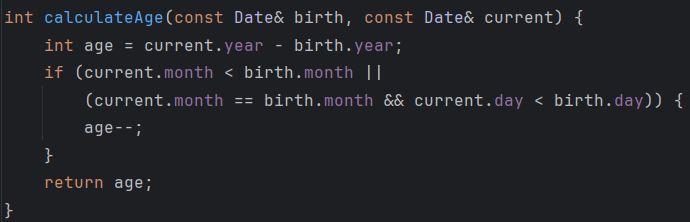 int calculateAge(const Date& birth, const Date& current) {
    int age = current.year - birth.year;
    if (current.month < birth.month ||
        (current.month == birth.month && current.day < birth.day)) {
        age--;
    }
    return age;
}